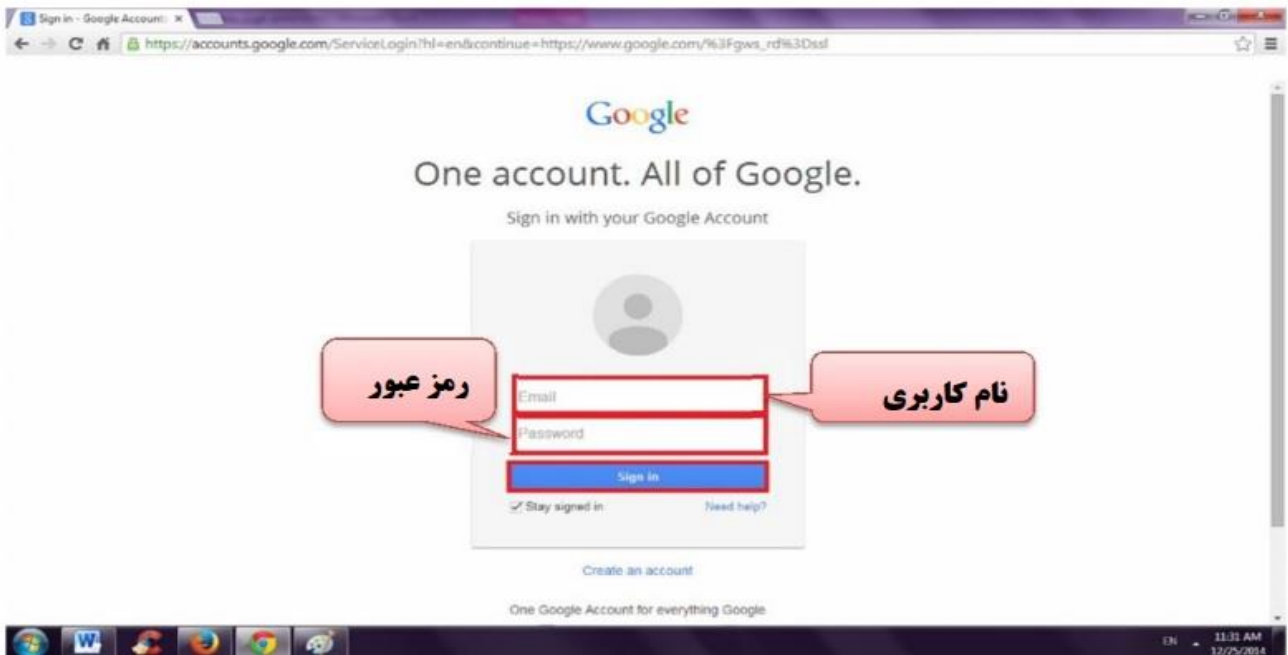 Sign in - Google Accounts
https://accounts.google.com/ServiceLogin?hl=en&continue=https://www.google.com/%3Fgws_rd%3Dssl
Google
One account. All of Google.
Sign in with your Google Account
رمز عبور
نام کاربری
Email
Password
Sign in
Stay signed in
Need help?
Create an account
One Google Account for everything Google
EN
11:31 AM
12/25/2014